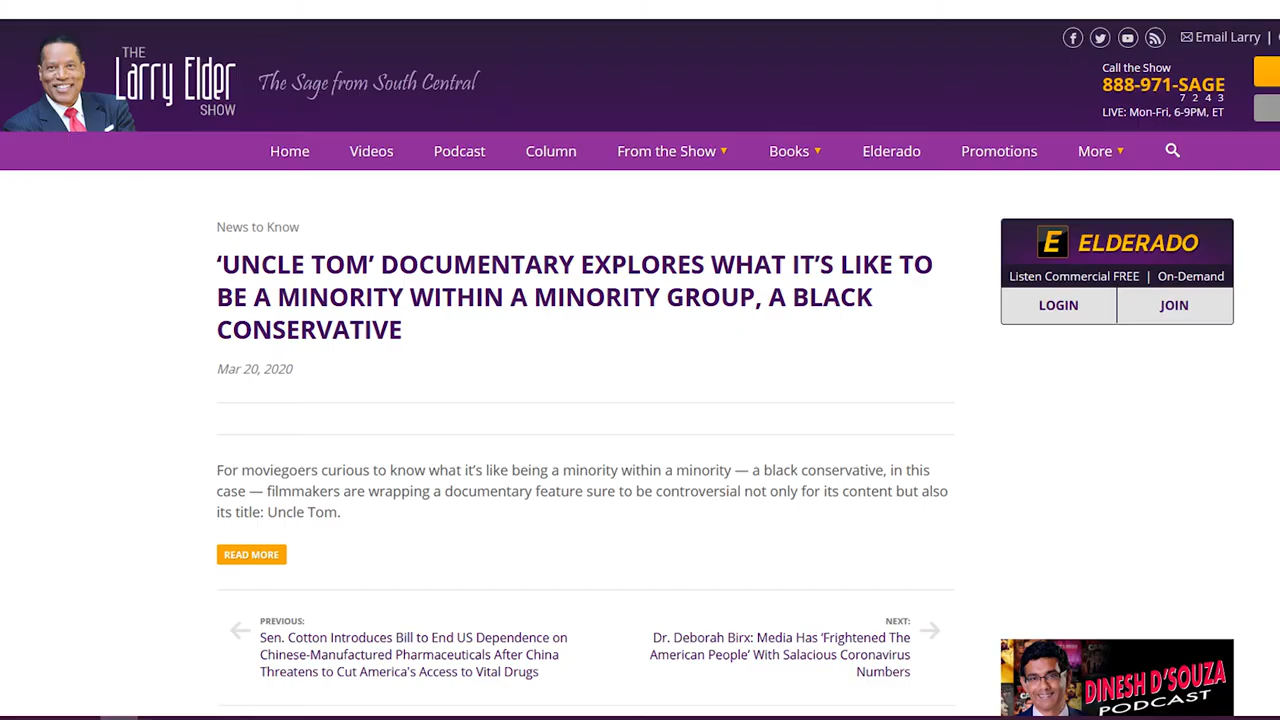 THE
Larry Elder
SHOW
The Sage from South Central
Email Larry |
Call the Show
888-971-SAGE
7 2 4 3
LIVE: Mon-Fri, 6-9PM, ET
Home Videos Podcast Column From the Show Books Elderado Promotions More
News to Know
‘UNCLE TOM’ DOCUMENTARY EXPLORES WHAT IT’S LIKE TO
BE A MINORITY WITHIN A MINORITY GROUP, A BLACK
CONSERVATIVE
Mar 20, 2020
E ELDERADO
Listen Commercial FREE | On-Demand
LOGIN JOIN
For moviegoers curious to know what it’s like being a minority within a minority — a black conservative, in this
case — filmmakers are wrapping a documentary feature sure to be controversial not only for its content but also
its title: Uncle Tom.
READ MORE
PREVIOUS:
Sen. Cotton Introduces Bill to End US Dependence on
Chinese-Manufactured Pharmaceuticals After China
Threatens to Cut America's Access to Vital Drugs
NEXT:
Dr. Deborah Birx: Media Has ‘Frightened The
American People’ With Salacious Coronavirus
Numbers
DINESH D'SOUZA
PODCAST